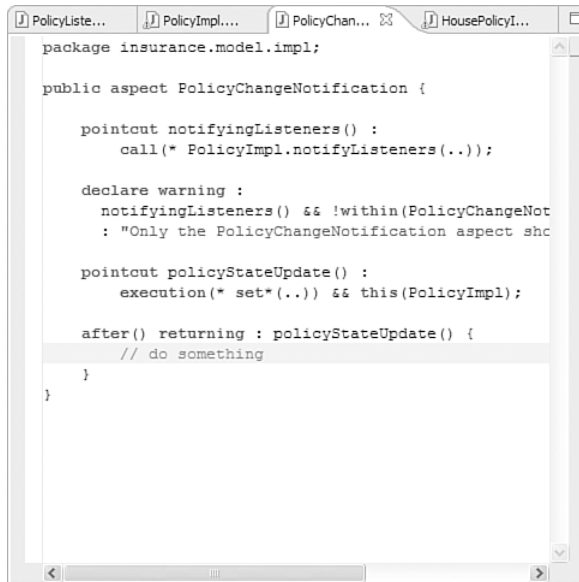 PolicyListe... PolicyImpl.... PolicyChan... HousePolicyI...
package insurance.model.impl;
public aspect PolicyChangeNotification {
pointcut notifyingListeners() :
call(* PolicyImpl.notifyListeners(..));
declare warning :
notifyingListeners() && !within(PolicyChangeNot
: "Only the PolicyChangeNotification aspect sho
pointcut policyStateUpdate() :
execution(* set*(..)) && this(PolicyImpl);
after() returning : policyStateUpdate() {
// do something
}
}